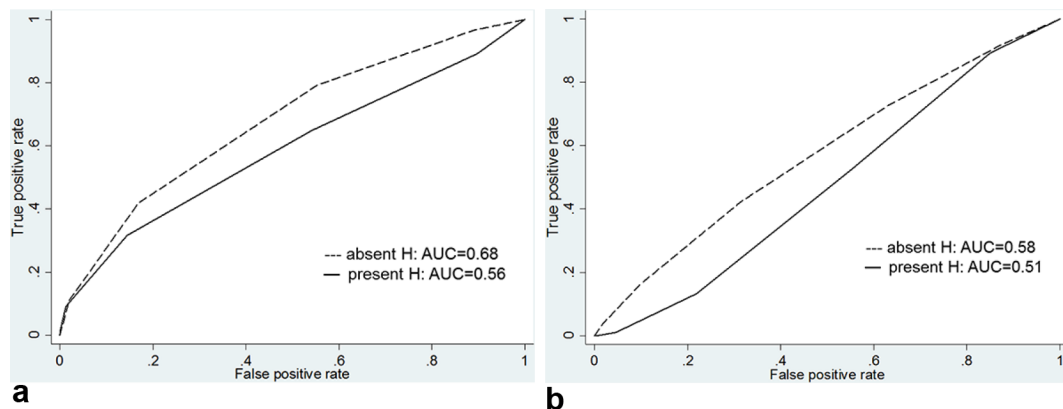 True positive rate
0 .2 .4 .6 .8 1
absent H: AUC=0.68
present H: AUC=0.56
0 .2 .4 .6 .8 1
False positive rate
a
True positive rate
0 .2 .4 .6 .8 1
absent H: AUC=0.58
present H: AUC=0.51
0 .2 .4 .6 .8 1
False positive rate
b